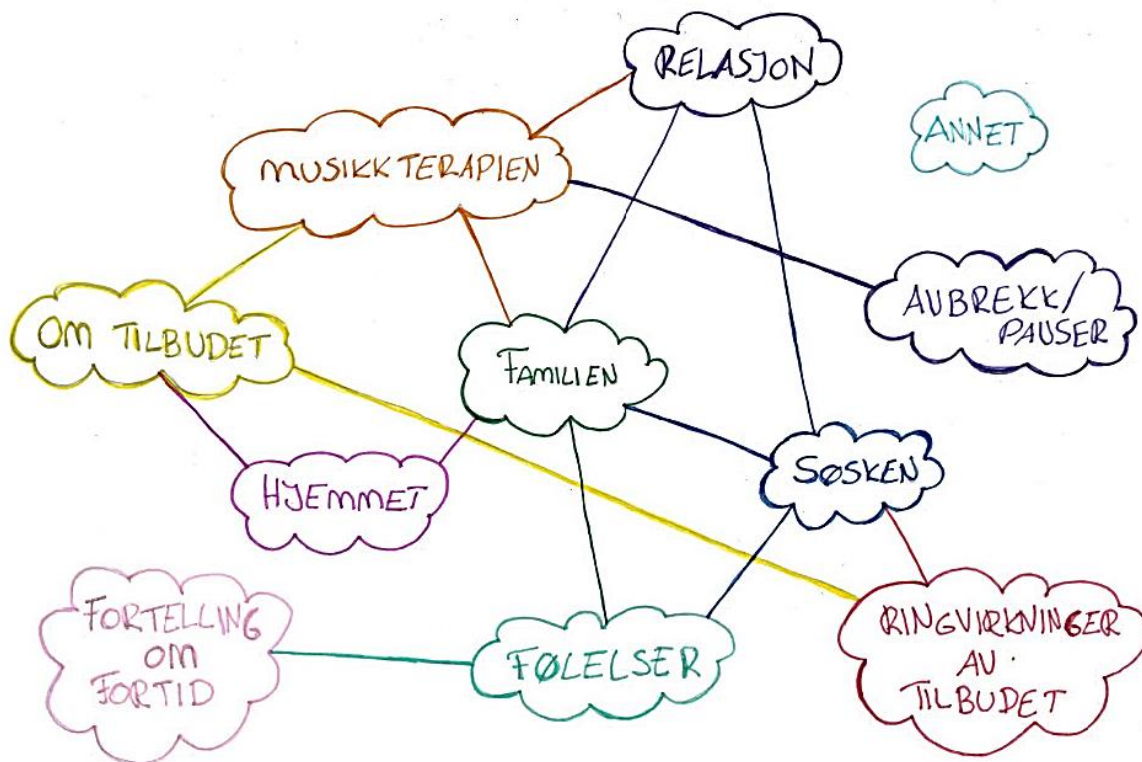 RELASJON
ANNET
MUSIKKTERAPIEN
AVBREKK/
PAUSER
OM TILBUDET
FAMILIEN
SØSKEN
HJEMMET
FORTELLING
OM
FORTID
FØLELSER
RINGVIRKNINGER
AV
TILBUDET